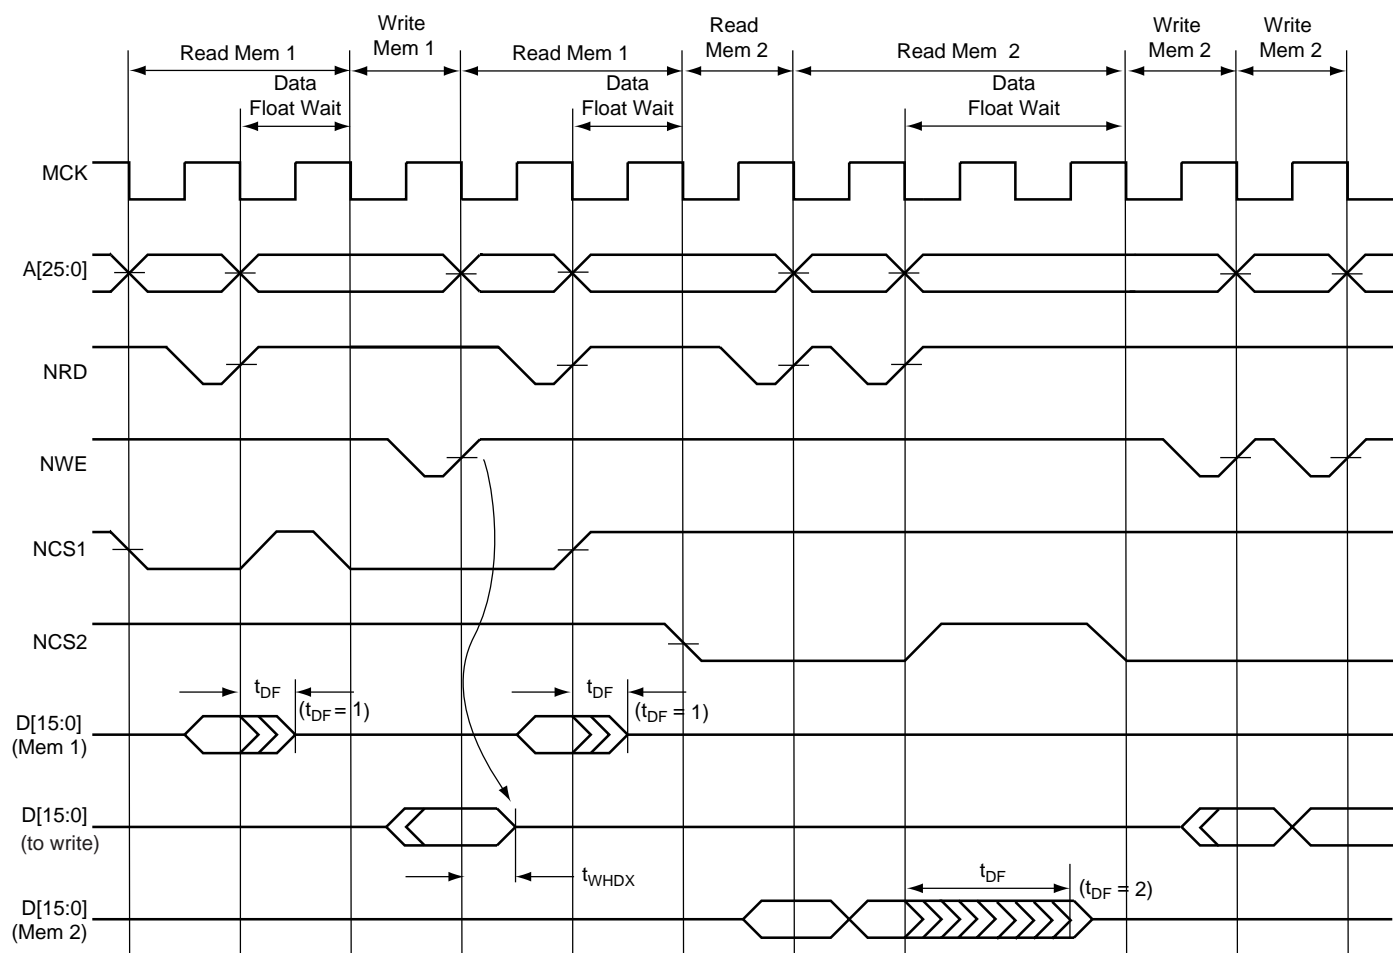 Read Mem 1
Write
Mem 1
Read Mem 1
Read
Mem 2
Read Mem 2
Write
Mem 2
Write
Mem 2
Data
Float Wait
Data
Float Wait
Data
Float Wait
MCK
A[25:0]
NRD
NWE
NCS1
NCS2
tDF
(tDF = 1)
tDF
(tDF = 1)
D[15:0]
(Mem 1)
D[15:0]
(to write)
tWHDX
tDF
(tDF = 2)
D[15:0]
(Mem 2)